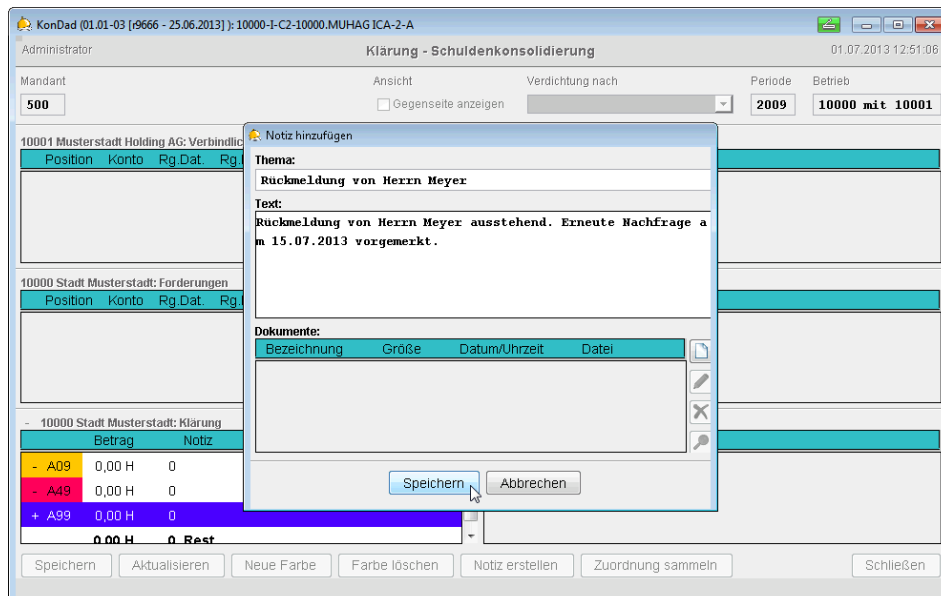 KonDad (01.01-03 [r9666 - 25.06.2013] ): 10000-I-C2-10000.MUHAG ICA-2-A
Administrator Klärung - Schuldenkonsolidierung 01.07.2013 12:51:06
Mandant Ansicht Verdichtung nach Periode Betrieb
500 Gegenseite anzeigen 2009 10000 mit 10001
10001 Musterstadt Holding AG: Verbindlic
Position Konto Rg.Dat. Rg.
Notiz hinzufügen
Thema:
Rückmeldung von Herrn Meyer
Text:
Rückmeldung von Herrn Meyer ausstehend. Erneute Nachfrage a
m 15.07.2013 vorgemerkt.
10000 Stadt Musterstadt: Forderungen
Position Konto Rg.Dat. Rg.
Dokumente:
Bezeichnung Größe Datum/Uhrzeit Datei
- 10000 Stadt Musterstadt: Klärung
Betrag Notiz
- A09 0,00 H 0
- A49 0,00 H 0
+ A99 0,00 H 0
0,00 H 0 Rest
Speichern Abbrechen
Speichern Aktualisieren Neue Farbe Farbe löschen Notiz erstellen Zuordnung sammeln Schließen